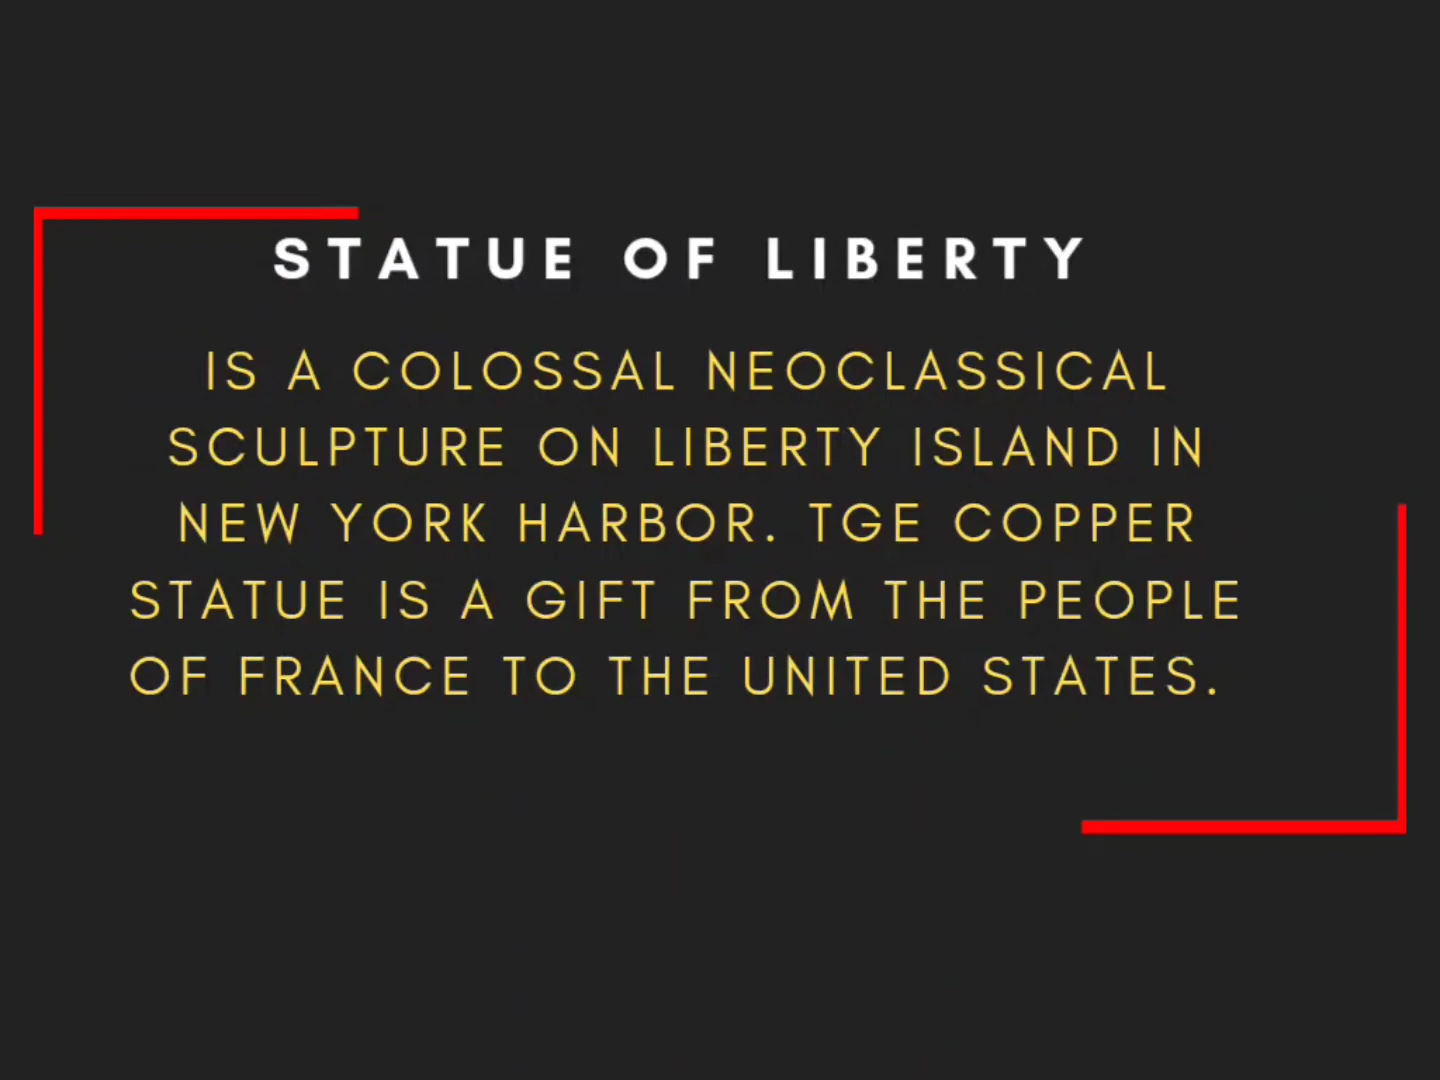 STATUE OF LIBERTY
IS A COLOSSAL NEOCLASSICAL
SCULPTURE ON LIBERTY ISLAND IN
NEW YORK HARBOR. TGE COPPER
STATUE IS A GIFT FROM THE PEOPLE
OF FRANCE TO THE UNITED STATES.